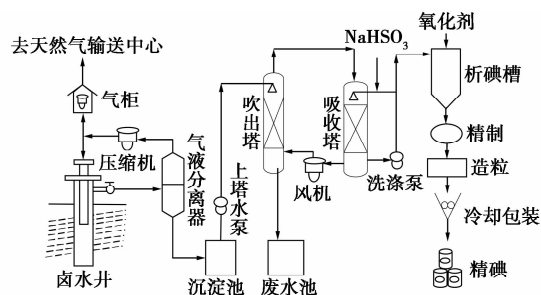 去天然气输送中心
气柜
压缩机
卤水井
气液分离器
沉淀池
上塔水泵
吹出塔
废水池
风机
吸收塔
NaHSO₃
洗涤泵
氧化剂
析碘槽
精制
造粒
冷却包装
精碘